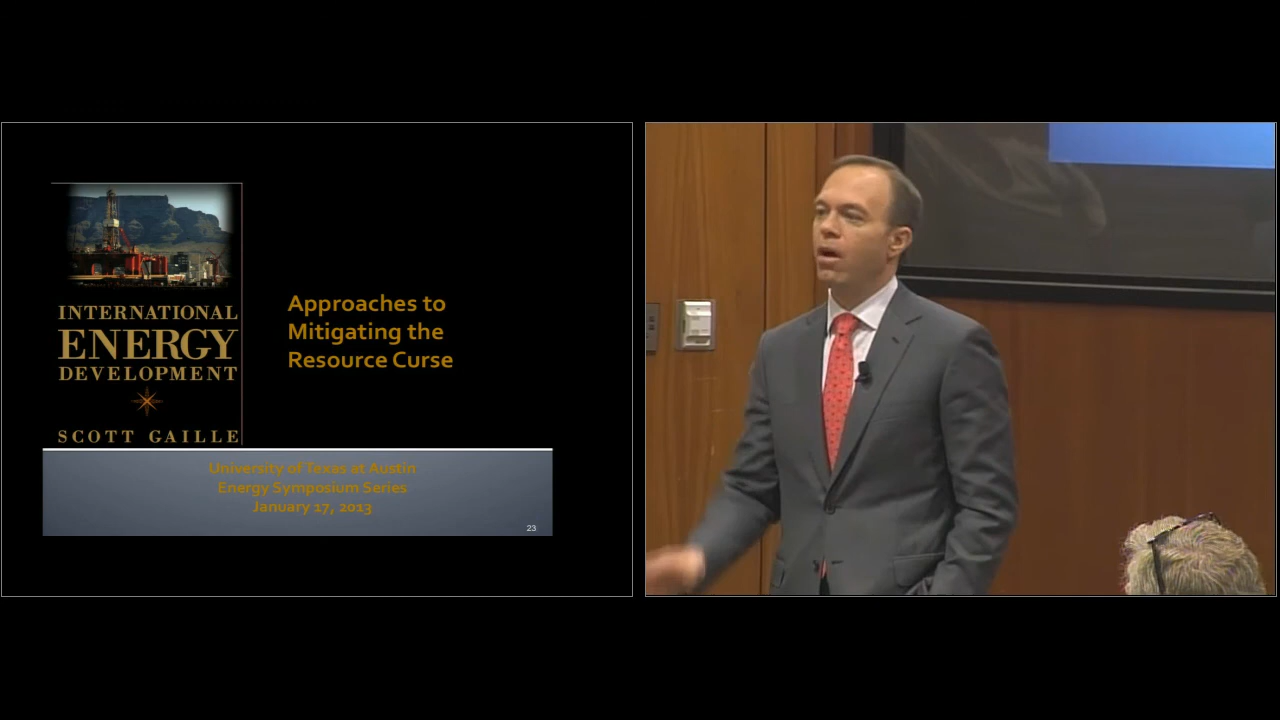 INTERNATIONAL
ENERGY
DEVELOPMENT
SCOTT GAILLE
Approaches to
Mitigating the
Resource Curse
University of Texas at Austin
Energy Symposium Series
January 17, 2013
23